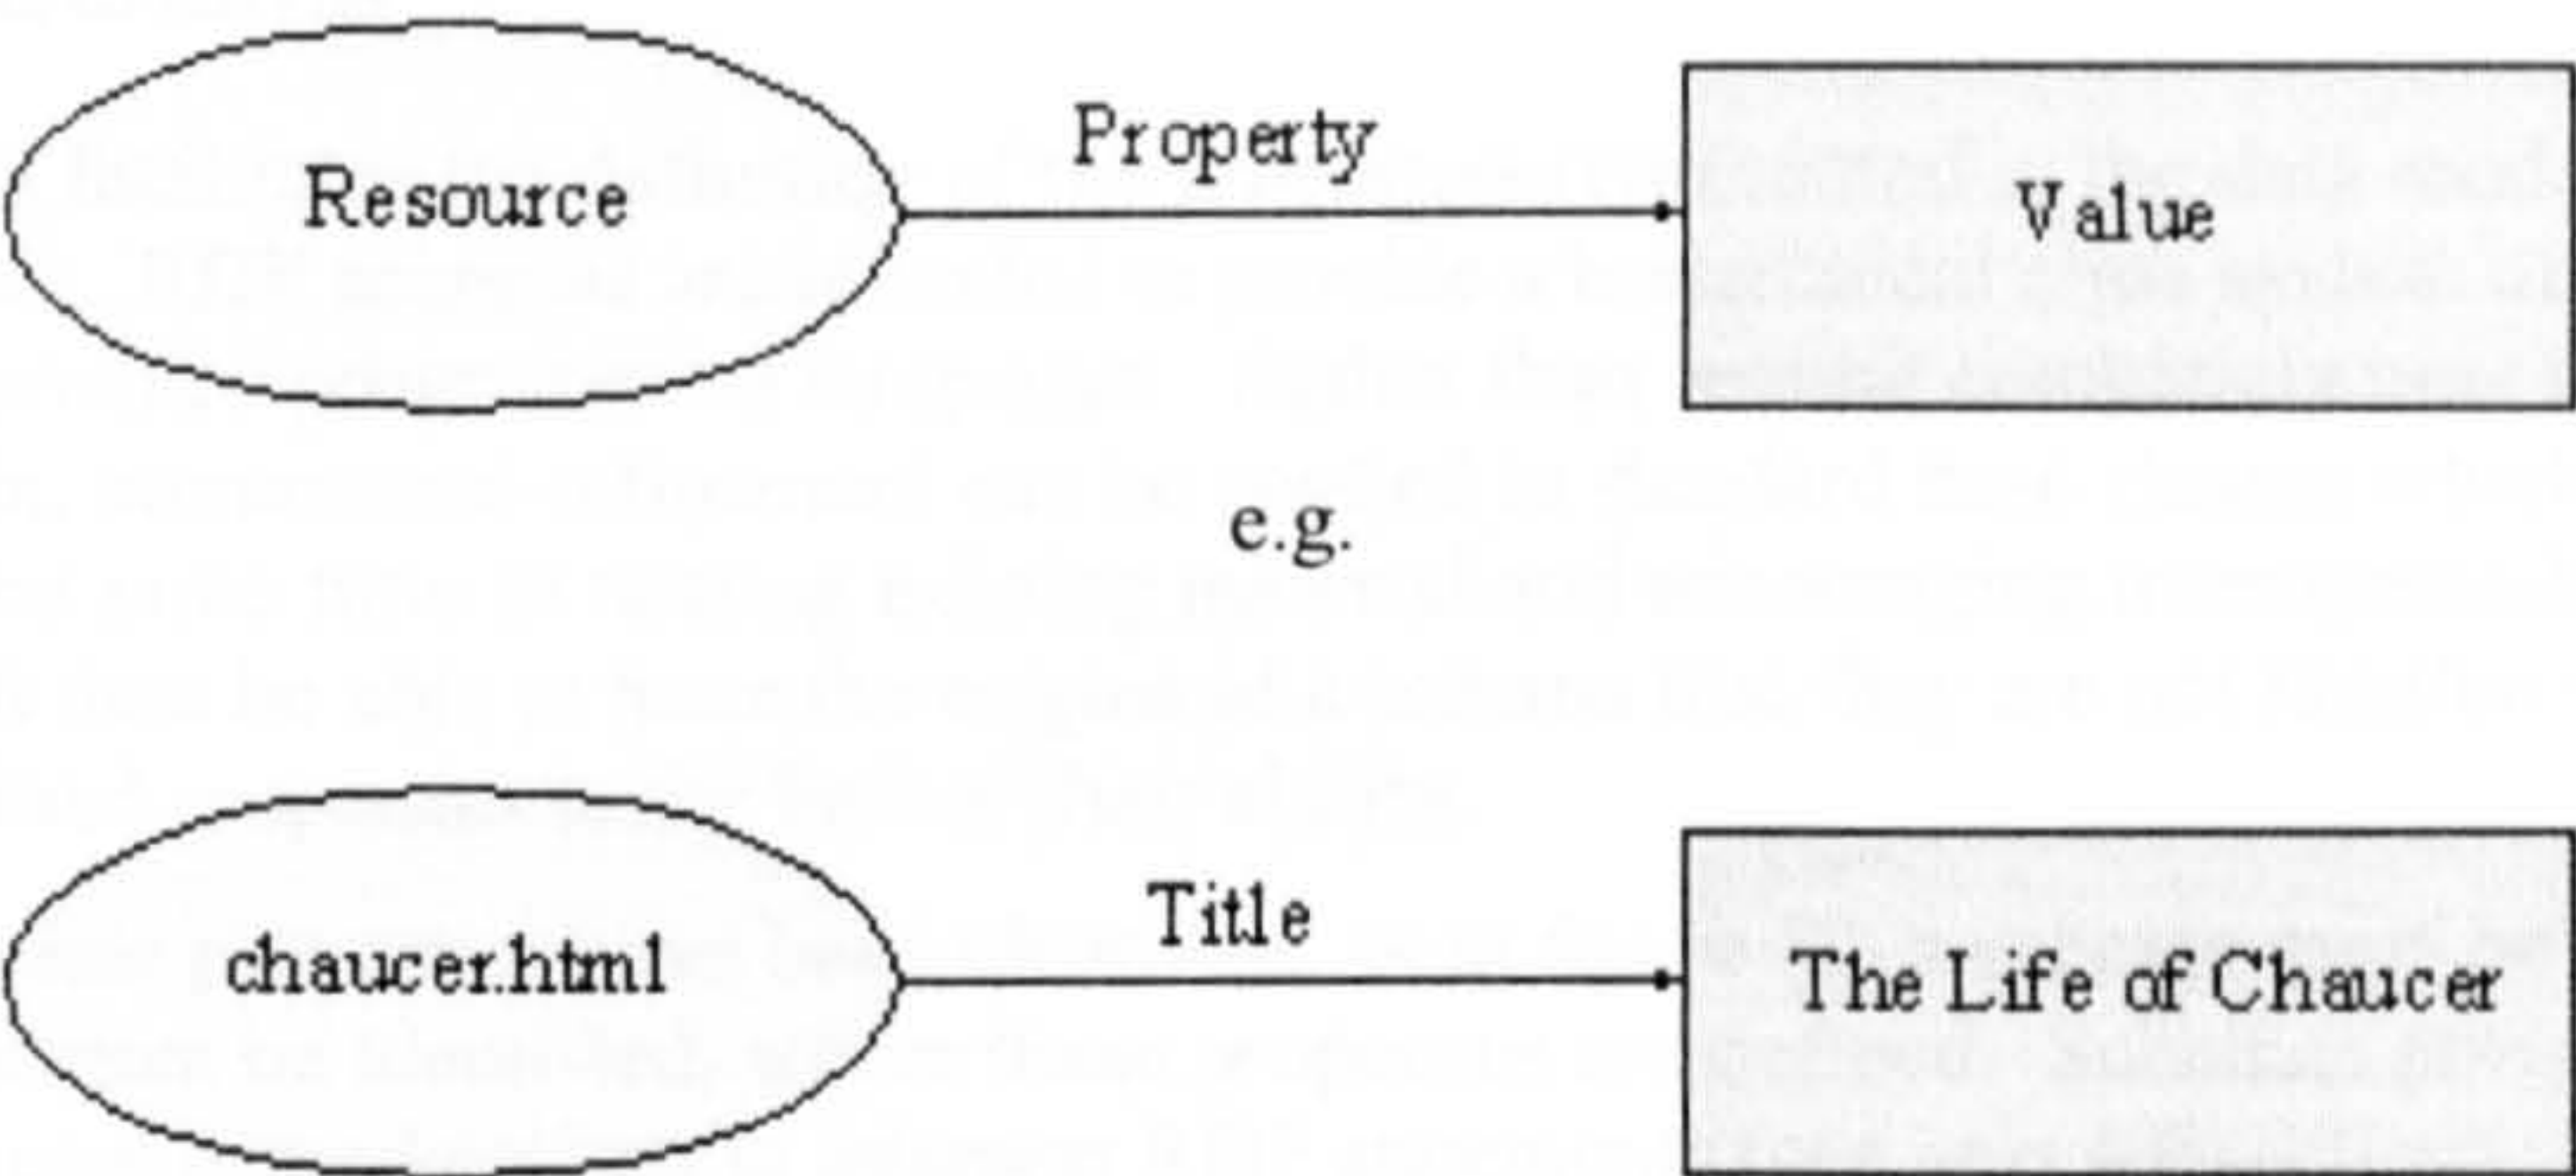 Resource
Property
Value
e.g.
chaucer.html
Title
The Life of Chaucer